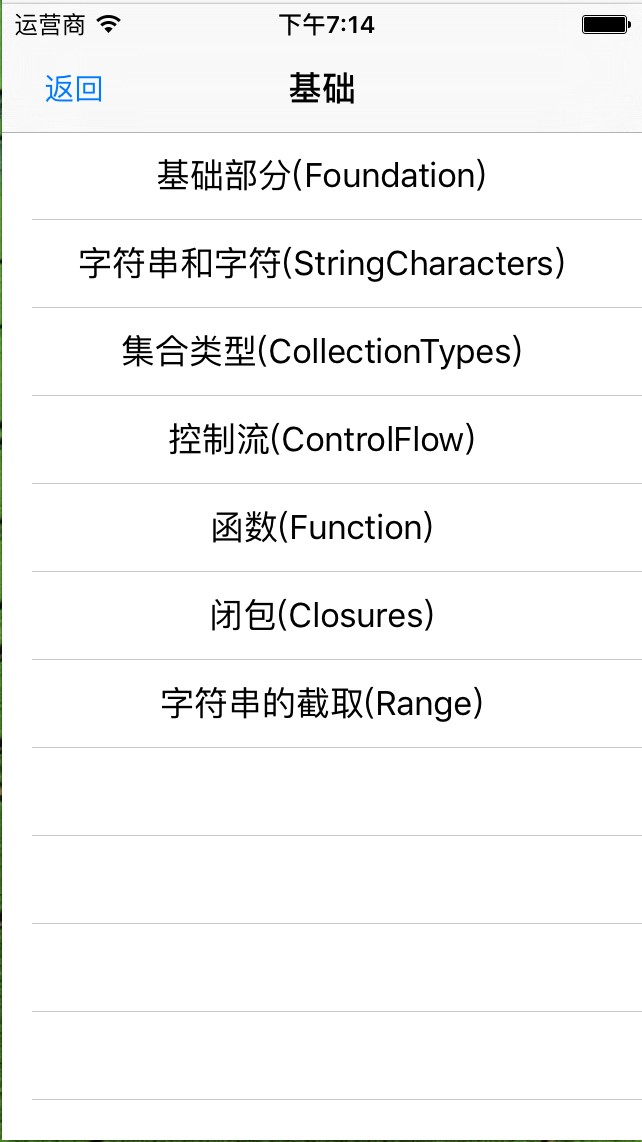 运营商 下午7:14
返回 基础
基础部分(Foundation)
字符串和字符(StringCharacters)
集合类型(CollectionTypes)
控制流(ControlFlow)
函数(Function)
闭包(Closures)
字符串的截取(Range)